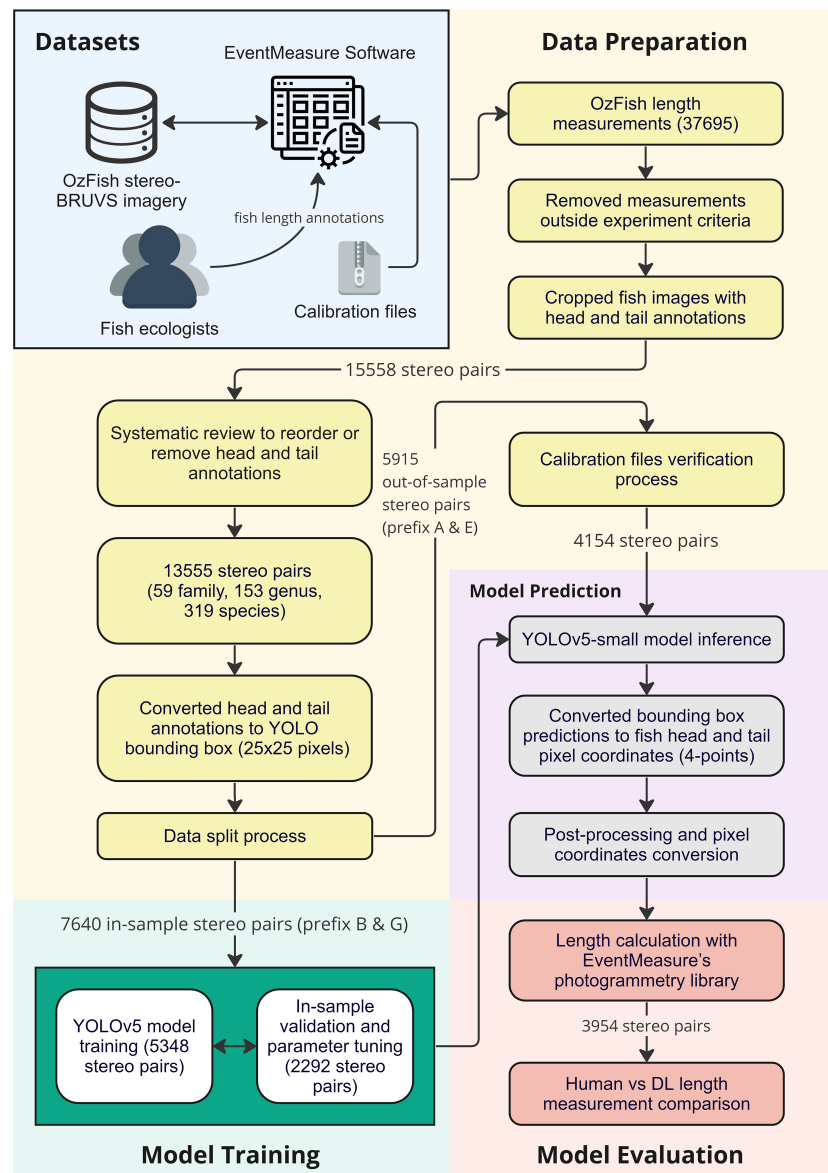 Datasets
EventMeasure Software
OzFish stereo-
BRUVS imagery
fish length annotations
Fish ecologists
Calibration files
Data Preparation
OzFish length
measurements (37695)
Removed measurements
outside experiment criteria
Cropped fish images with
head and tail annotations
15558 stereo pairs
Systematic review to reorder or
remove head and tail
annotations
13555 stereo pairs
(59 family, 153 genus,
319 species)
Converted head and tail
annotations to YOLO
bounding box (25x25 pixels)
Data split process
5915
out-of-sample
stereo pairs
(prefix A & E)
Calibration files verification
process
4154 stereo pairs
Model Prediction
YOLOv5-small model inference
Converted bounding box
predictions to fish head and tail
pixel coordinates (4-points)
Post-processing and pixel
coordinates conversion
7640 in-sample stereo pairs (prefix B & G)
YOLOv5 model
training (5348
stereo pairs)
In-sample
validation and
parameter tuning
(2292 stereo
pairs)
Model Training
Length calculation with
EventMeasure's
photogrammetry library
3954 stereo pairs
Human vs DL length
measurement comparison
Model Evaluation